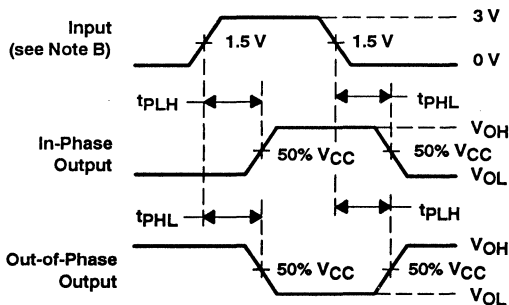 Input
(see Note B)
1.5 V
1.5 V
3 V
0 V
tPLH
tPHL
In-Phase
Output
50% VCC
50% VCC
VOH
VOL
tPHL
tPLH
Out-of-Phase
Output
50% VCC
50% VCC
VOH
VOL